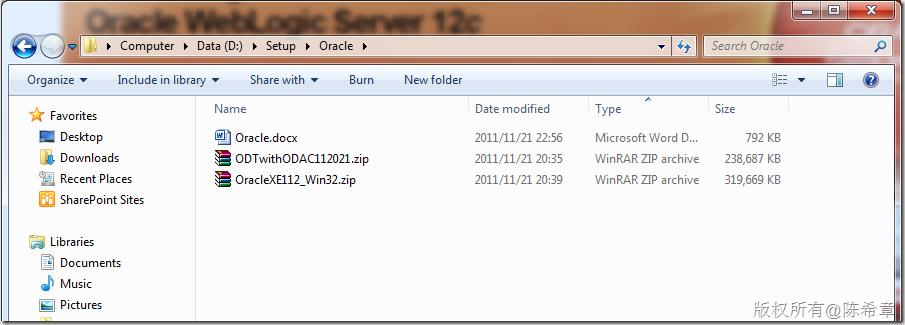 Oracle WebLogic Server 12c
Computer Data (D:) Setup Oracle
Search Oracle
Organize Include in library Share with Burn New folder
Favorites
Desktop
Downloads
Recent Places
SharePoint Sites
Libraries
Documents
Music
Pictures
Name Date modified Type Size
Oracle.docx 2011/11/21 22:56 Microsoft Word D... 792 KB
ODTwithODAC112021.zip 2011/11/21 20:35 WinRAR ZIP archive 238,687 KB
OracleXE112_Win32.zip 2011/11/21 20:39 WinRAR ZIP archive 319,669 KB
版权所有@陈希章